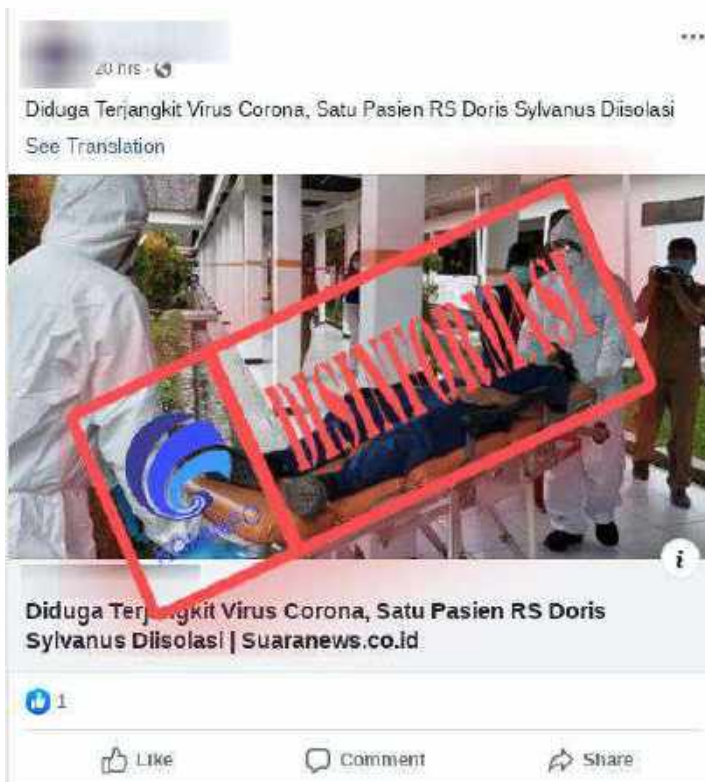 20 hrs
Diduga Terjangkit Virus Corona, Satu Pasien RS Doris Sylvanus Diisolasi
See Translation
DISINFORMASI
Diduga Terjangkit Virus Corona, Satu Pasien RS Doris
Sylvanus Diisolasi | Suaranews.co.id
1
Like
Comment
Share